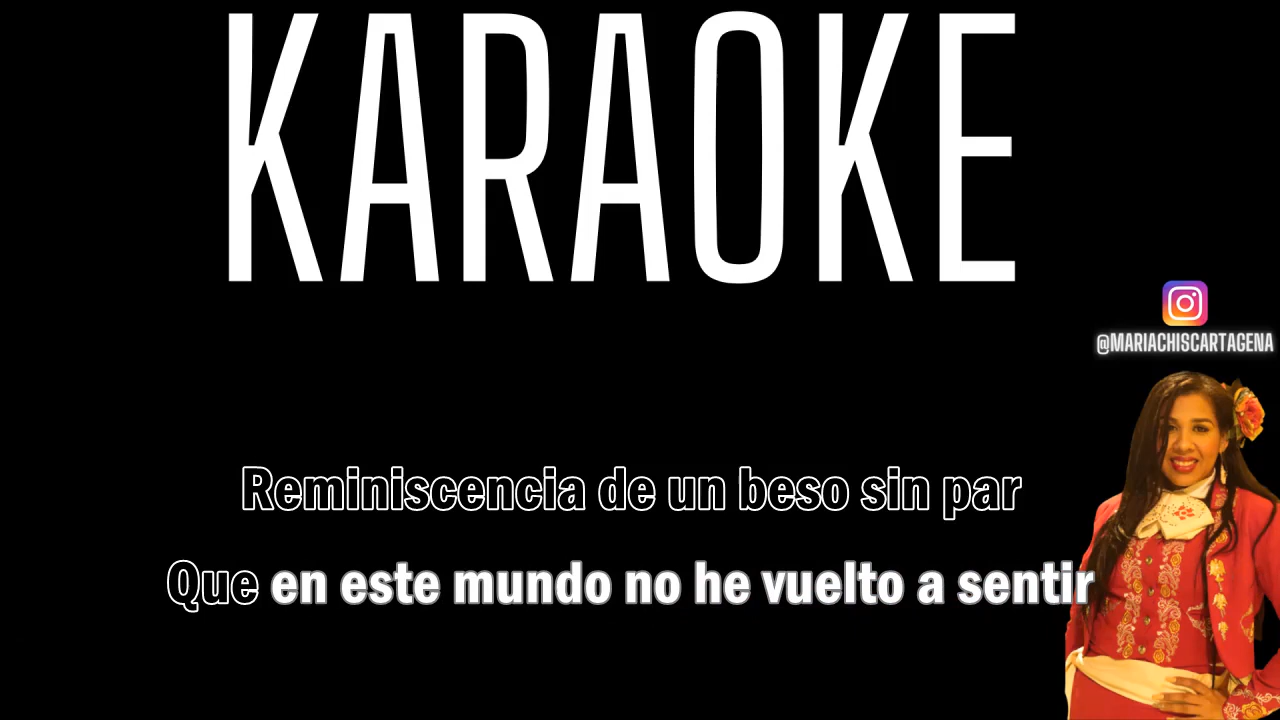 KARAOKE
@MARIACHISCARTAGENA
Reminiscencia de un beso sin par
Que en este mundo no he vuelto a sentir